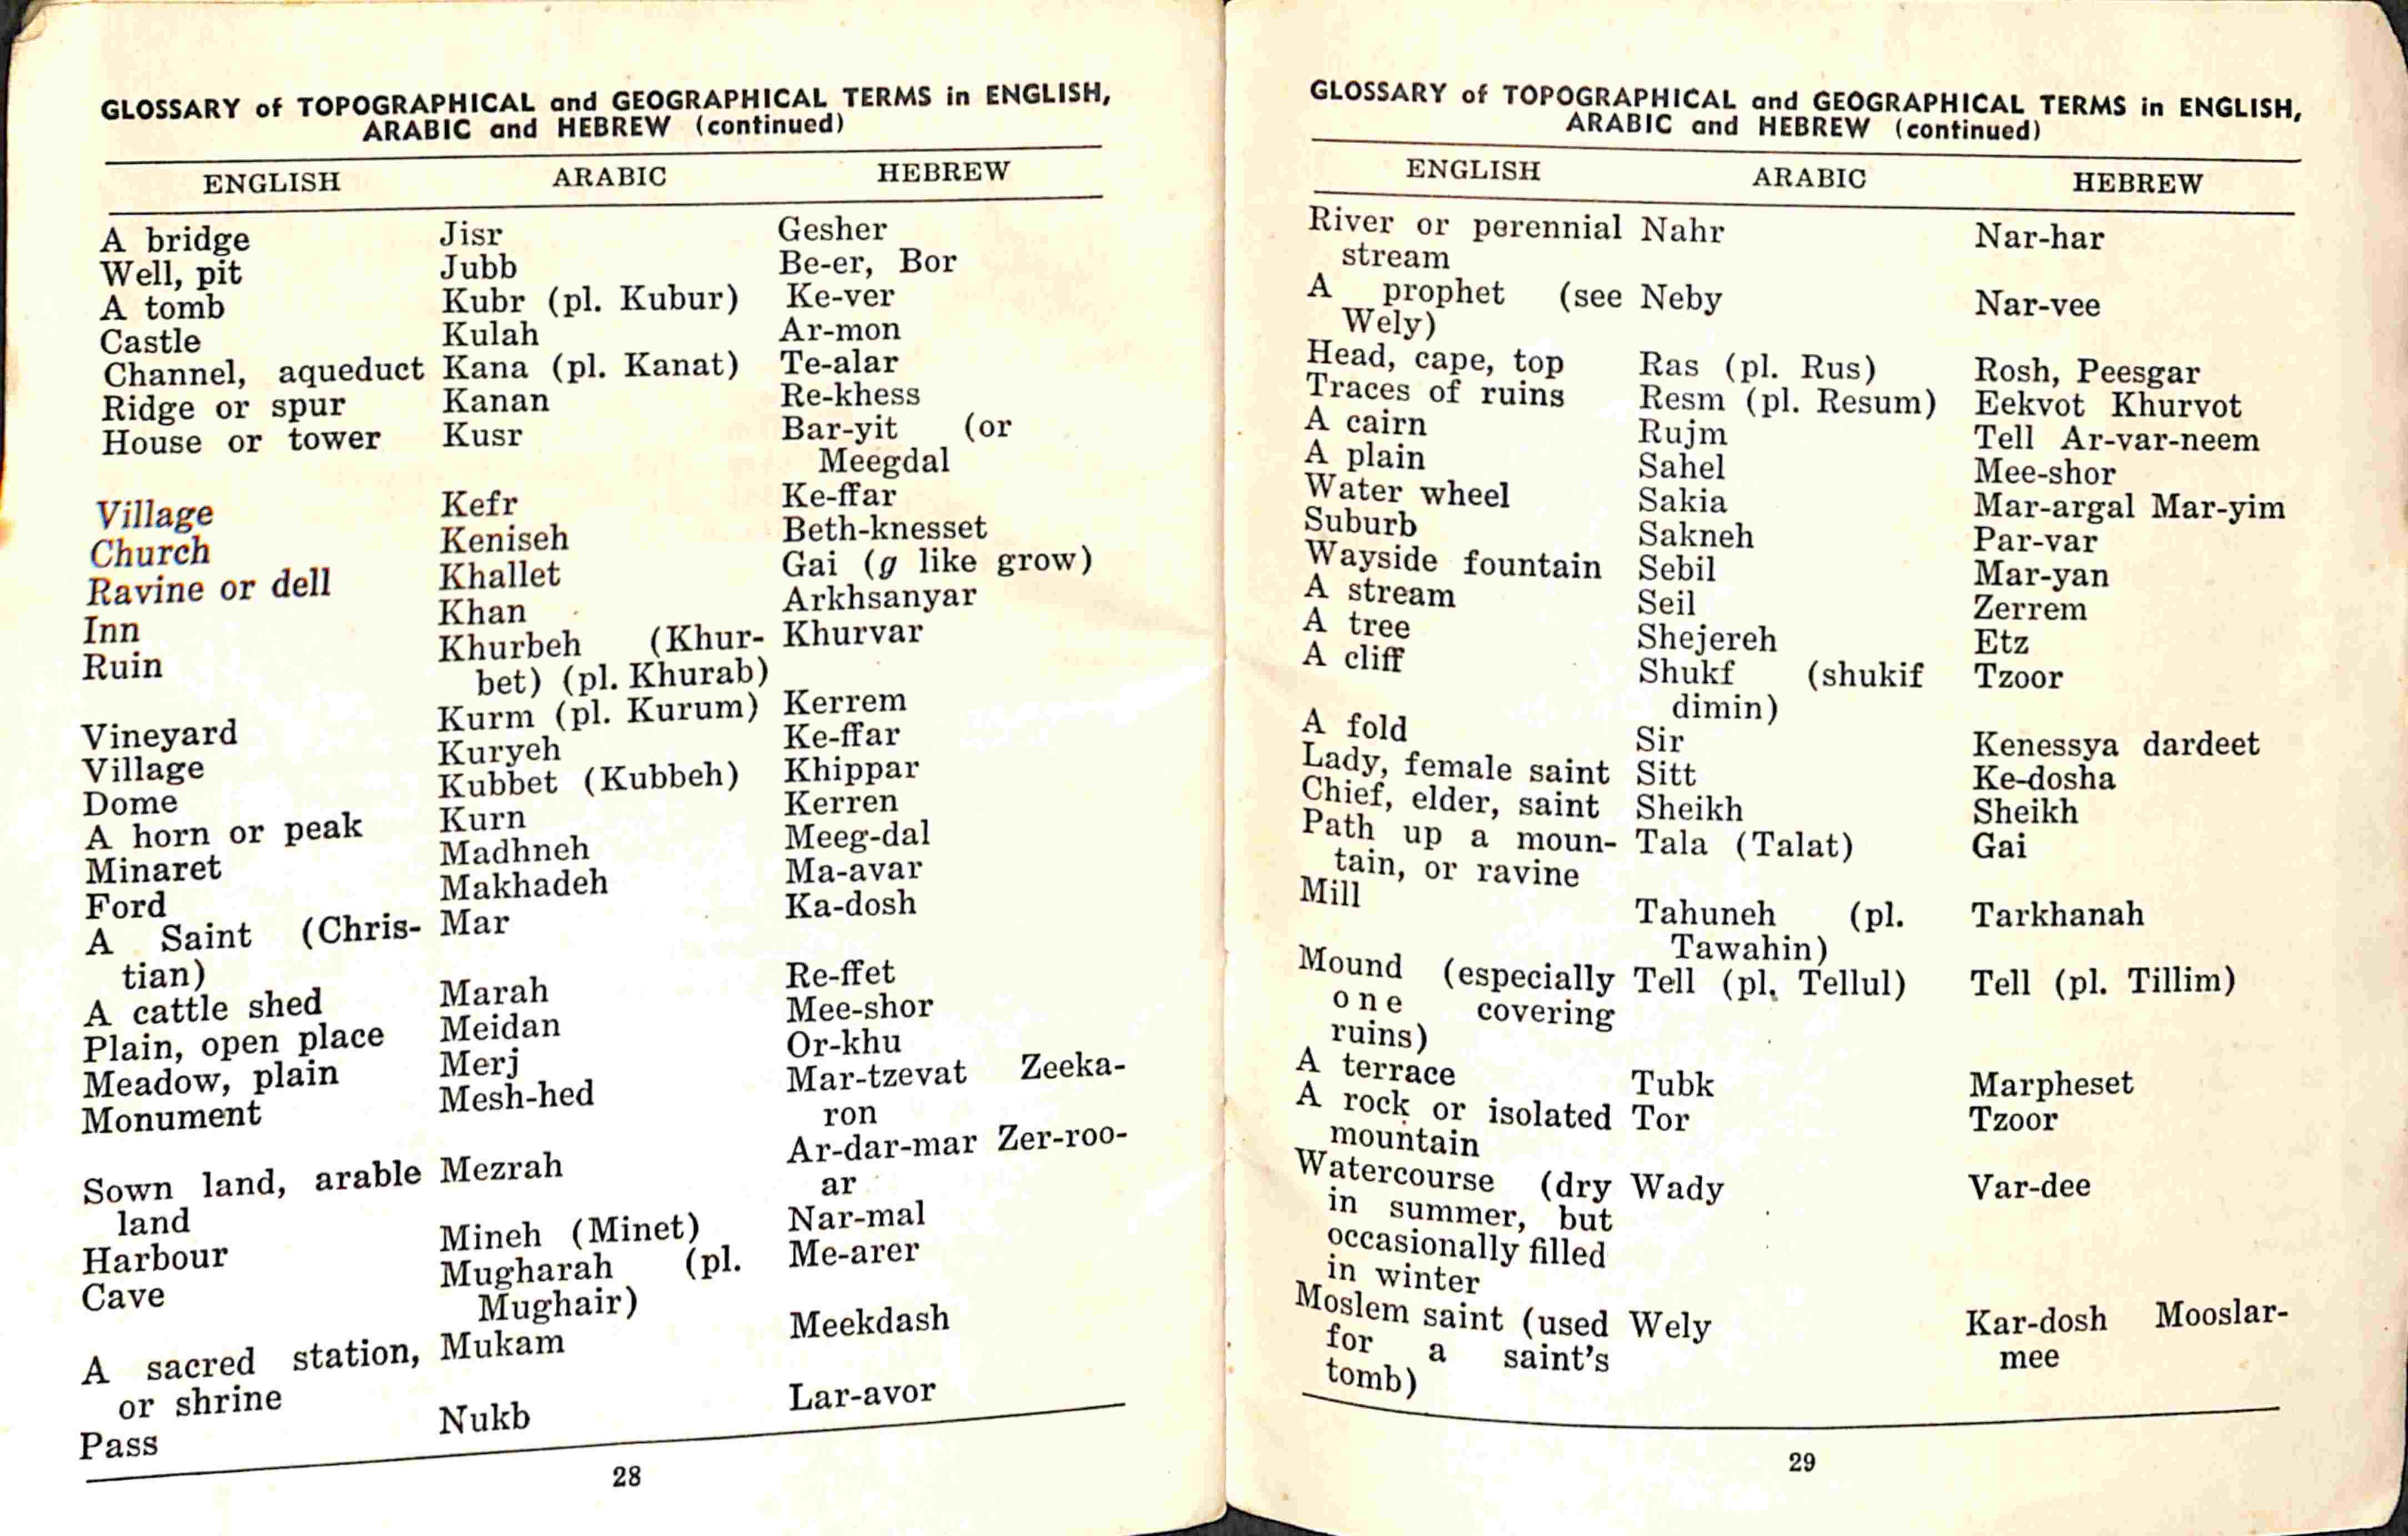 GLOSSARY of TOPOGRAPHICAL and GEOGRAPHICAL TERMS in ENGLISH,
ARABIC and HEBREW (continued)
ENGLISH ARABIC HEBREW
A bridge Jisr Gesher
Well, pit Jubb Be-er, Bor
A tomb Kubr (pl. Kubur) Ke-ver
Castle Kulah Ar-mon
Channel, aqueduct Kana (pl. Kanat) Te-alar
Ridge or spur Kanan Re-khess
House or tower Kusr Bar-yit (or
Meegdal
Village Kefr Ke-ffar
Church Keniseh Beth-knesset
Ravine or dell Khallet Gai (g like grow)
Inn Khan Arkhsanyar
Ruin Khurbeh (Khur- Khurvar
bet) (pl. Khurab)
Vineyard Kurm (pl. Kurum) Kerrem
Village Kuryeh Ke-ffar
Dome Kubbet (Kubbeh) Khippar
A horn or peak Kurn Kerren
Minaret Madhneh Meeg-dal
Ford Makhadeh Ma-avar
A Saint (Chris- Mar Ka-dosh
tian)
A cattle shed Marah Re-ffet
Plain, open place Meidan Mee-shor
Meadow, plain Merj Or-khu
Monument Mesh-hed Mar-tzevat Zeeka-
ron
Sown land, arable Mezrah Ar-dar-mar Zer-roo-
land ar
Harbour Mineh (Minet) Nar-mal
Cave Mugharah (pl. Me-arer
Mughair)
A sacred station, Mukam Meekdash
or shrine
Pass Nukb Lar-avor
28
GLOSSARY of TOPOGRAPHICAL and GEOGRAPHICAL TERMS in ENGLISH,
ARABIC and HEBREW (continued)
ENGLISH ARABIC HEBREW
River or perennial Nahr Nar-har
stream
A prophet (see Neby Nar-vee
Wely)
Head, cape, top Ras (pl. Rus) Rosh, Peesgar
Traces of ruins Resm (pl. Resum) Eekvot Khurvot
A cairn Rujm Tell Ar-var-neem
A plain Sahel Mee-shor
Water wheel Sakia Mar-argal Mar-yim
Suburb Sakneh Par-var
Wayside fountain Sebil Mar-yan
A stream Seil Zerrem
A tree Shejereh Etz
A cliff Shukf (shukif Tzoor
dimin)
A fold Sir Kenessya dardeet
Lady, female saint Sitt Ke-dosha
Chief, elder, saint Sheikh Sheikh
Path up a moun- Tala (Talat) Gai
tain, or ravine
Mill Tahuneh (pl. Tarkhanah
Tawahin)
Mound (especially Tell (pl. Tellul) Tell (pl. Tillim)
one covering
ruins)
A terrace Tubk Marpheset
A rock or isolated Tor Tzoor
mountain
Watercourse (dry Wady Var-dee
in summer, but
occasionally filled
in winter
Moslem saint (used Wely Kar-dosh Mooslar-
for a saint's mee
tomb)
29